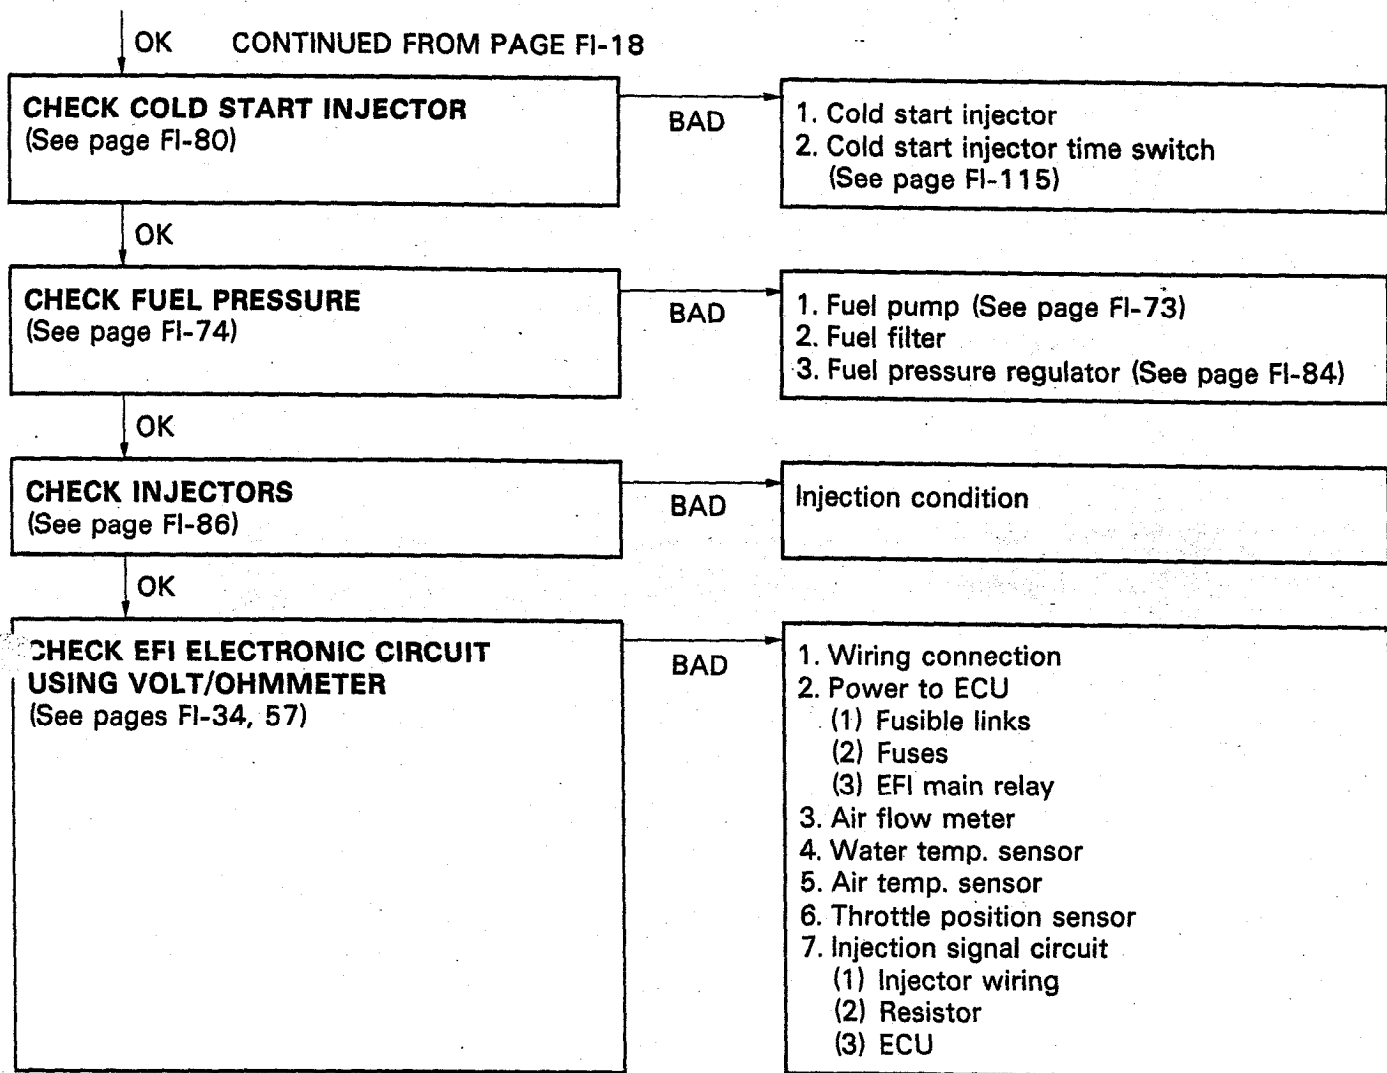 OK CONTINUED FROM PAGE FI-18
CHECK COLD START INJECTOR
(See page FI-80)
BAD
1. Cold start injector
2. Cold start injector time switch
(See page FI-115)
OK
CHECK FUEL PRESSURE
(See page FI-74)
BAD
1. Fuel pump (See page FI-73)
2. Fuel filter
3. Fuel pressure regulator (See page FI-84)
OK
CHECK INJECTORS
(See page FI-86)
BAD
Injection condition
OK
CHECK EFI ELECTRONIC CIRCUIT
USING VOLT/OHMMETER
(See pages FI-34, 57)
BAD
1. Wiring connection
2. Power to ECU
(1) Fusible links
(2) Fuses
(3) EFI main relay
3. Air flow meter
4. Water temp. sensor
5. Air temp. sensor
6. Throttle position sensor
7. Injection signal circuit
(1) Injector wiring
(2) Resistor
(3) ECU